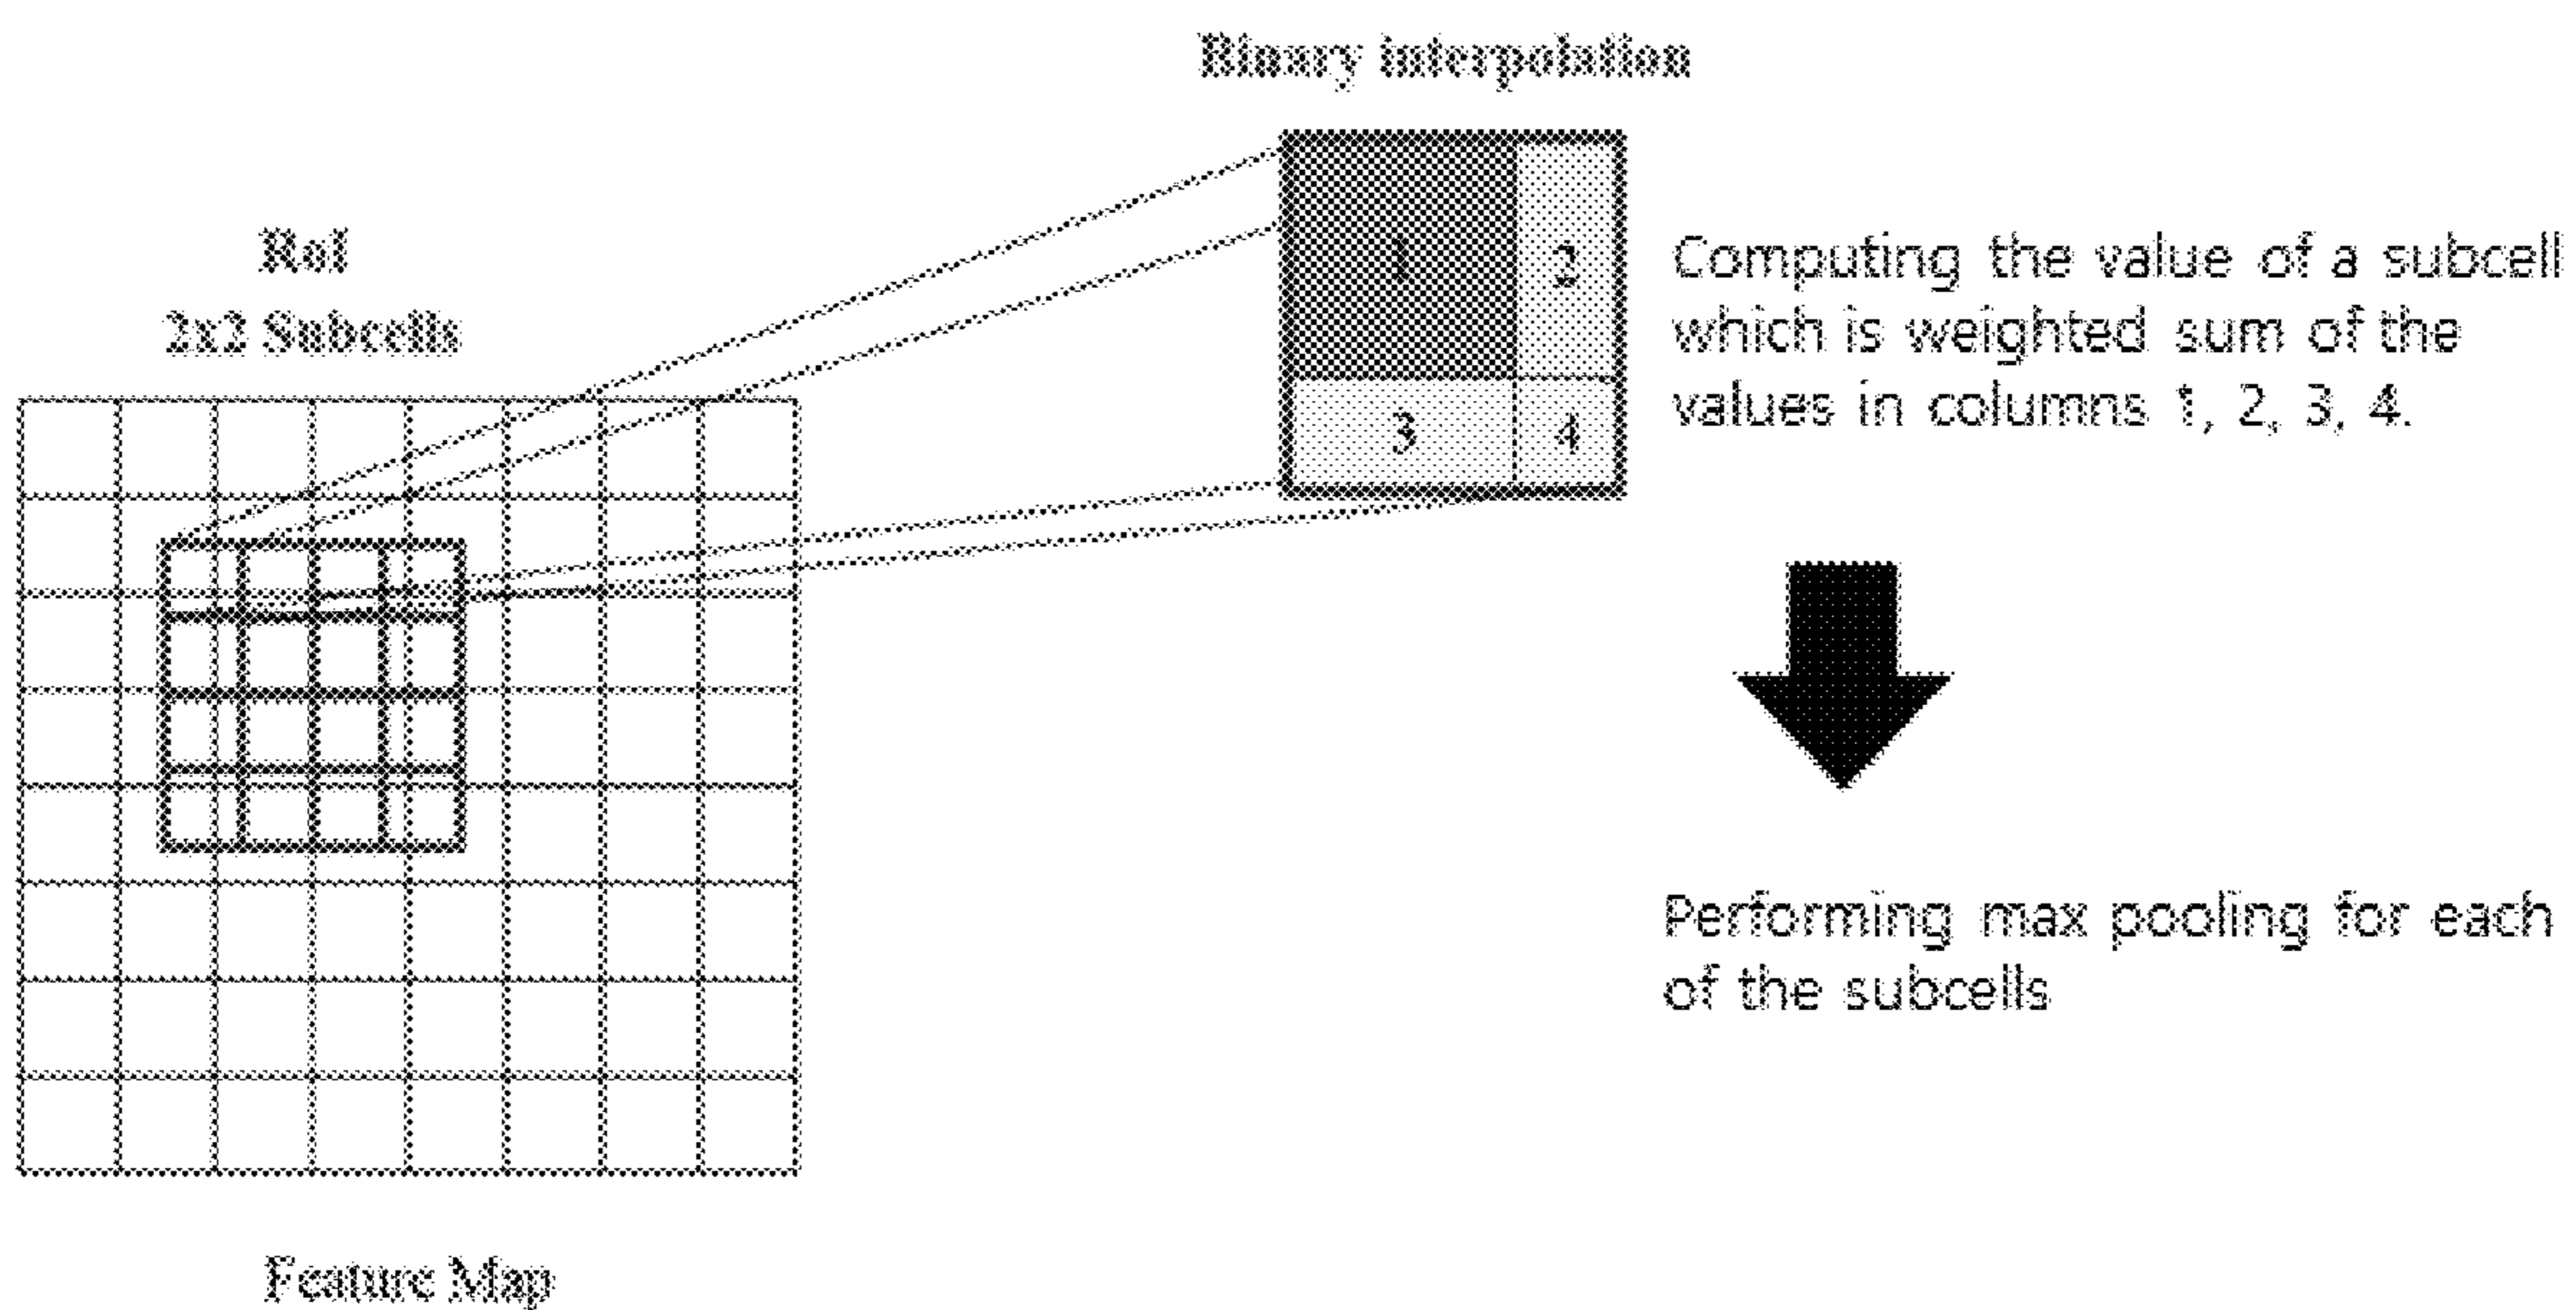 Binary interpolation
RoI
2x2 Subcells
1
2
3
4
Computing the value of a subcell
which is weighted sum of the
values in columns 1, 2, 3, 4.
Performing max pooling for each
of the subcells
Feature Map